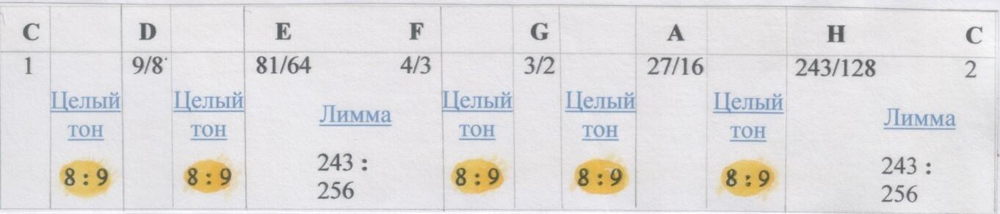 C D E F G A H C
1 9/8 81/64 4/3 3/2 27/16 243/128 2
Целый Целый Целый Целый Целый
Лимма Лимма
тон тон тон тон тон
243 : 243 :
8 : 9 8 : 9 8 : 9 8 : 9 8 : 9
256 256